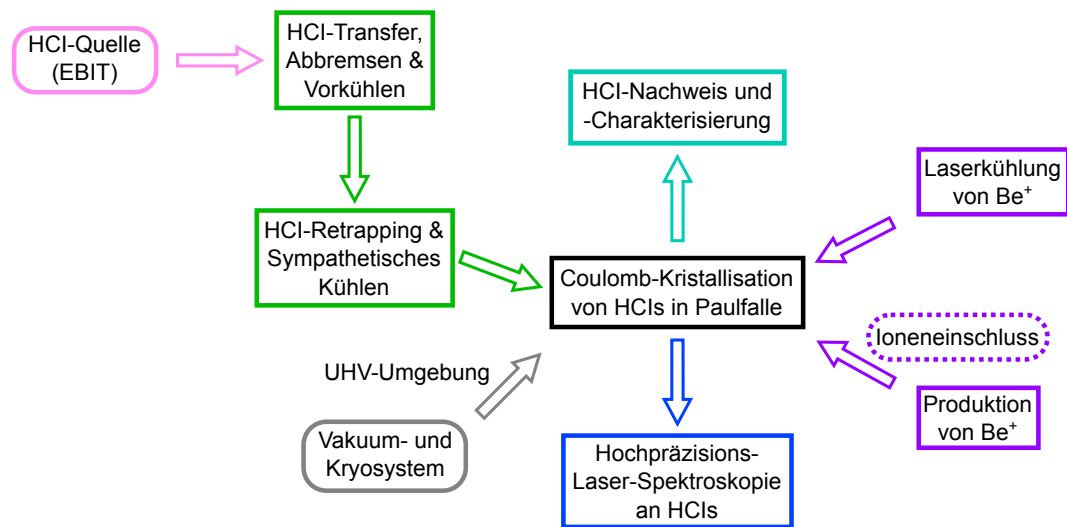 HCI-Quelle
(EBIT)
HCI-Transfer,
Abbremsen &
Vorkühlen
HCI-Nachweis und
-Charakterisierung
Laserkühlung
von Be⁺
HCI-Retrapping &
Sympathetisches
Kühlen
Coulomb-Kristallisation
von HCIs in Paulfalle
Ioneneinschluss
UHV-Umgebung
Produktion
von Be⁺
Vakuum- und
Kryosystem
Hochpräzisions-
Laser-Spektroskopie
an HCIs